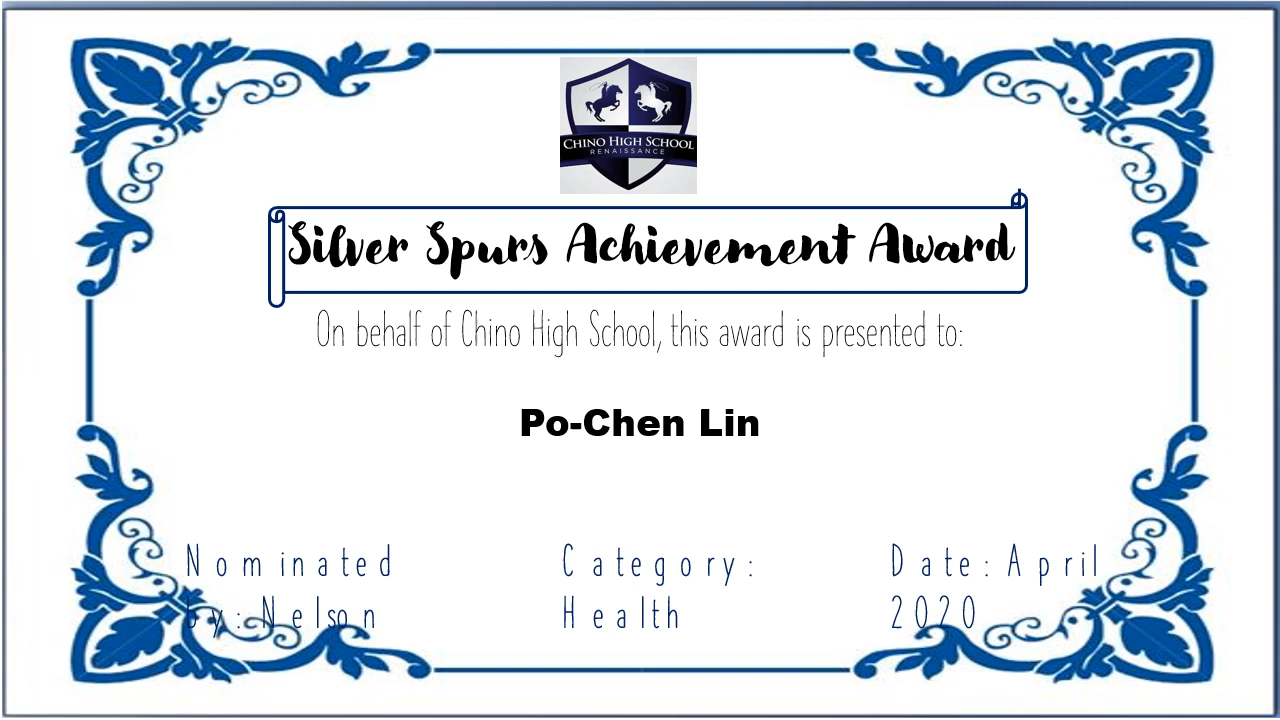 CHINO HIGH SCHOOL
RENAISSANCE
Silver Spurs Achievement Award
On behalf of Chino High School, this award is presented to:
Po-Chen Lin
Nominated
by: Nelson
Category:
Health
Date: April
2020